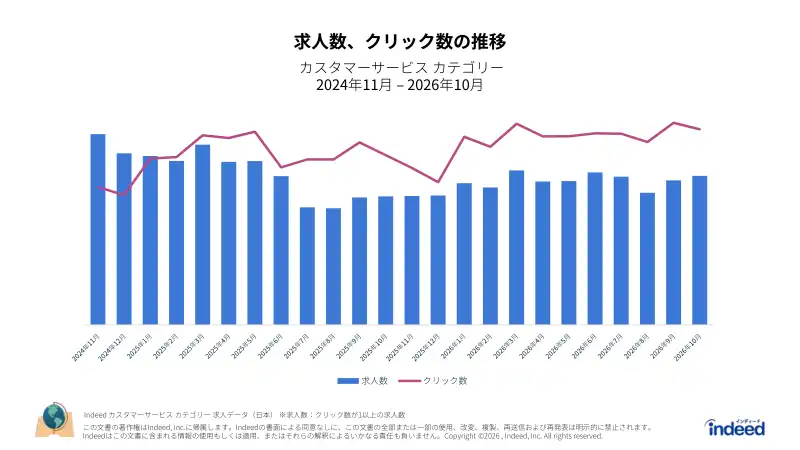 求人数、クリック数の推移
カスタマーサービス カテゴリー
2024年11月 – 2026年10月
2024年11月
2024年12月
2025年1月
2025年2月
2025年3月
2025年4月
2025年5月
2025年6月
2025年7月
2025年8月
2025年9月
2025年10月
2025年11月
2025年12月
2026年1月
2026年2月
2026年3月
2026年4月
2026年5月
2026年6月
2026年7月
2026年8月
2026年9月
2026年10月
求人数 クリック数
Indeed カスタマーサービス カテゴリー 求人データ（日本） ※求人数：クリック数が1以上の求人数
この文書の著作権はIndeed, Inc.に帰属します。Indeedの書面による同意なしに、この文書の全部または一部の使用、改変、複製、再送信および再発表は明示的に禁止されます。
Indeedはこの文書に含まれる情報の使用もしくは適用、またはそれらの解釈によるいかなる責任も負いません。Copyright ©2026 , Indeed, Inc. All rights reserved.
インディード
indeed